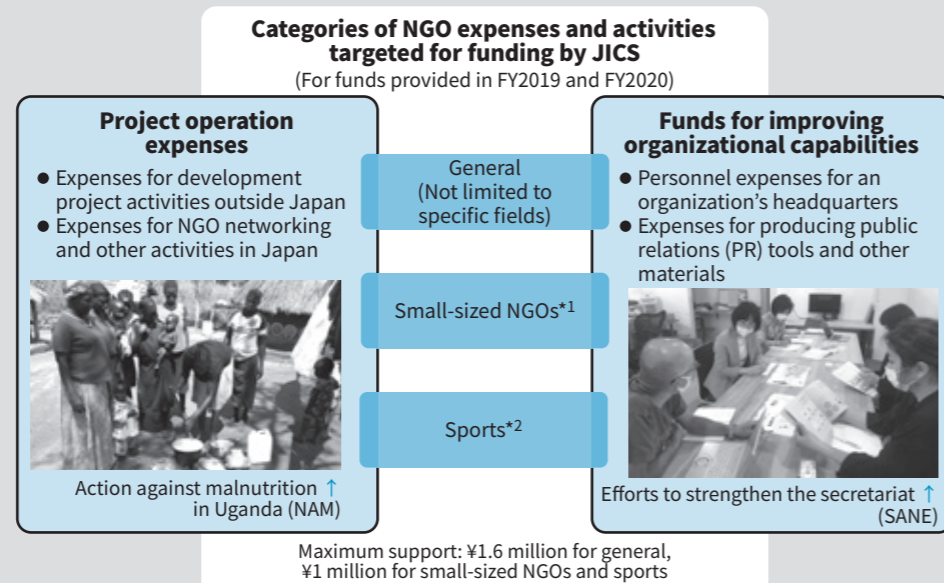 Categories of NGO expenses and activities
targeted for funding by JICS
(For funds provided in FY2019 and FY2020)
Project operation
expenses
● Expenses for development
project activities outside Japan
● Expenses for NGO networking
and other activities in Japan
Action against malnutrition ↑
in Uganda (NAM)
General
(Not limited to
specific fields)
Small-sized NGOs*1
Sports*2
Funds for improving
organizational capabilities
● Personnel expenses for an
organization's headquarters
● Expenses for producing public
relations (PR) tools and other
materials
Efforts to strengthen the secretariat ↑
(SANE)
Maximum support: ¥1.6 million for general,
¥1 million for small-sized NGOs and sports